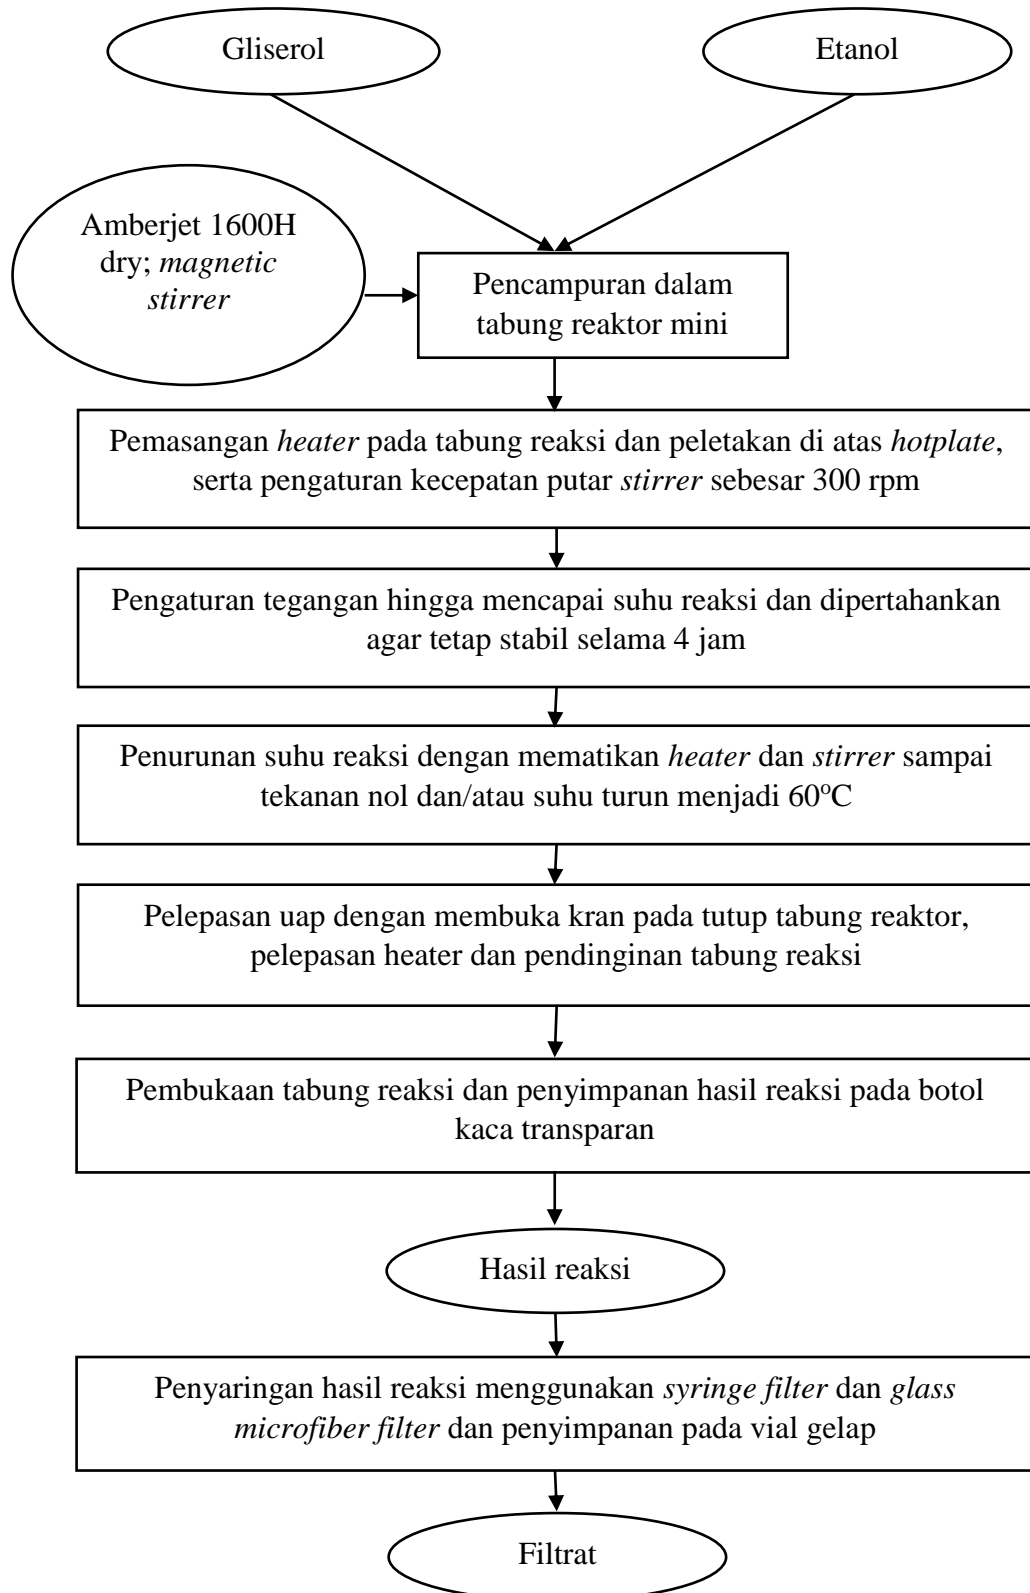 Gliserol
Etanol
Amberjet 1600H
dry; magnetic
stirrer
Pencampuran dalam
tabung reaktor mini
Pemasangan heater pada tabung reaksi dan peletakan di atas hotplate,
serta pengaturan kecepatan putar stirrer sebesar 300 rpm
Pengaturan tegangan hingga mencapai suhu reaksi dan dipertahankan
agar tetap stabil selama 4 jam
Penurunan suhu reaksi dengan mematikan heater dan stirrer sampai
tekanan nol dan/atau suhu turun menjadi 60°C
Pelepasan uap dengan membuka kran pada tutup tabung reaktor,
pelepasan heater dan pendinginan tabung reaksi
Pembukaan tabung reaksi dan penyimpanan hasil reaksi pada botol
kaca transparan
Hasil reaksi
Penyaringan hasil reaksi menggunakan syringe filter dan glass
microfiber filter dan penyimpanan pada vial gelap
Filtrat